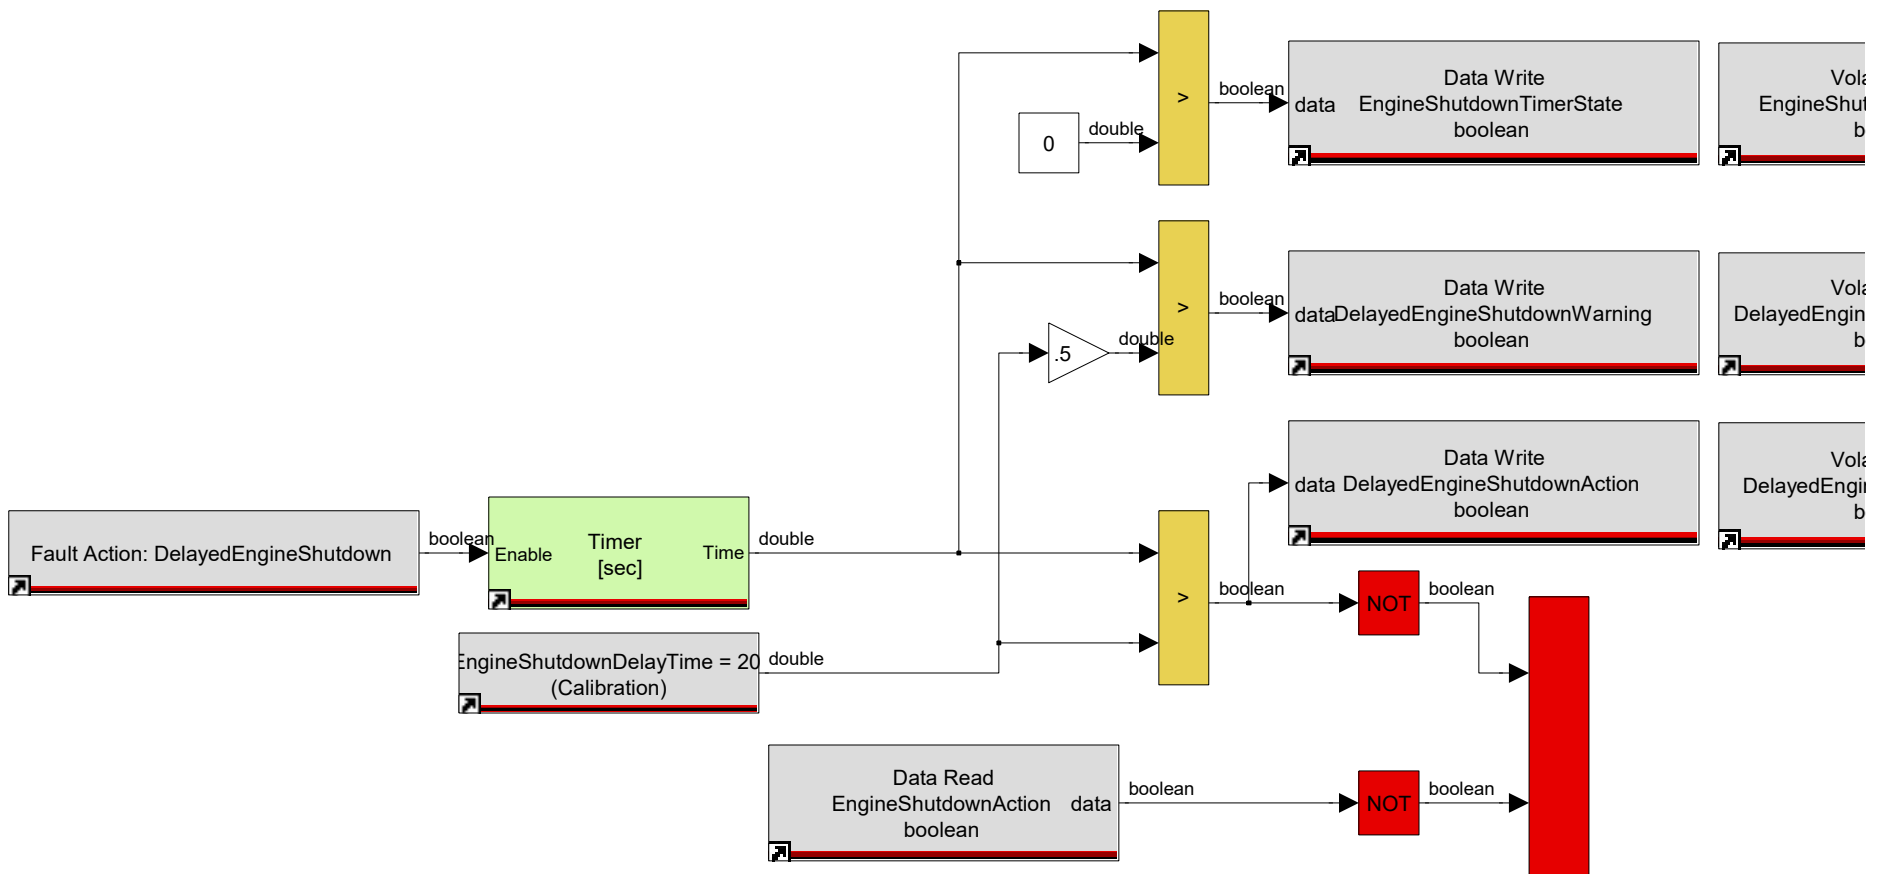 boolean
Data Write
EngineShutdownTimerState
boolean
data
>
0
double
boolean
Data Write
DelayedEngineShutdownWarning
boolean
data
>
.5
double
Data Write
DelayedEngineShutdownAction
boolean
data
Fault Action: DelayedEngineShutdown
boolean
Enable
Timer
[sec]
Time
double
>
boolean
NOT
boolean
EngineShutdownDelayTime = 20
(Calibration)
double
Data Read
EngineShutdownAction
boolean
data
boolean
NOT
boolean